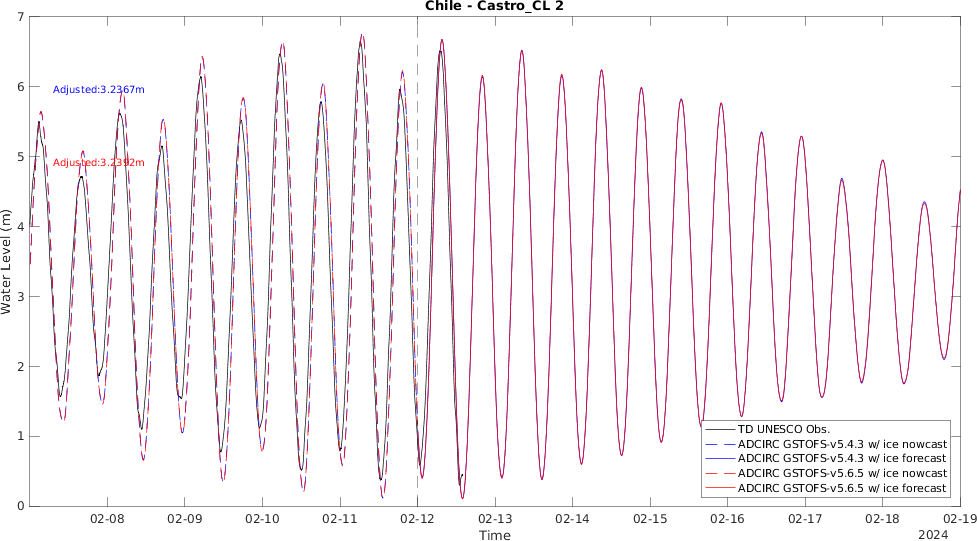 Chile - Castro_CL 2
7
6
5
4
3
2
1
0
Water Level (m)
Adjusted:3.2367m
Adjusted:3.2392m
TD UNESCO Obs.
ADCIRC GSTOFS-v5.4.3 w/ ice nowcast
ADCIRC GSTOFS-v5.4.3 w/ ice forecast
ADCIRC GSTOFS-v5.6.5 w/ ice nowcast
ADCIRC GSTOFS-v5.6.5 w/ ice forecast
02-08 02-09 02-10 02-11 02-12 02-13 02-14 02-15 02-16 02-17 02-18 02-19
Time
2024